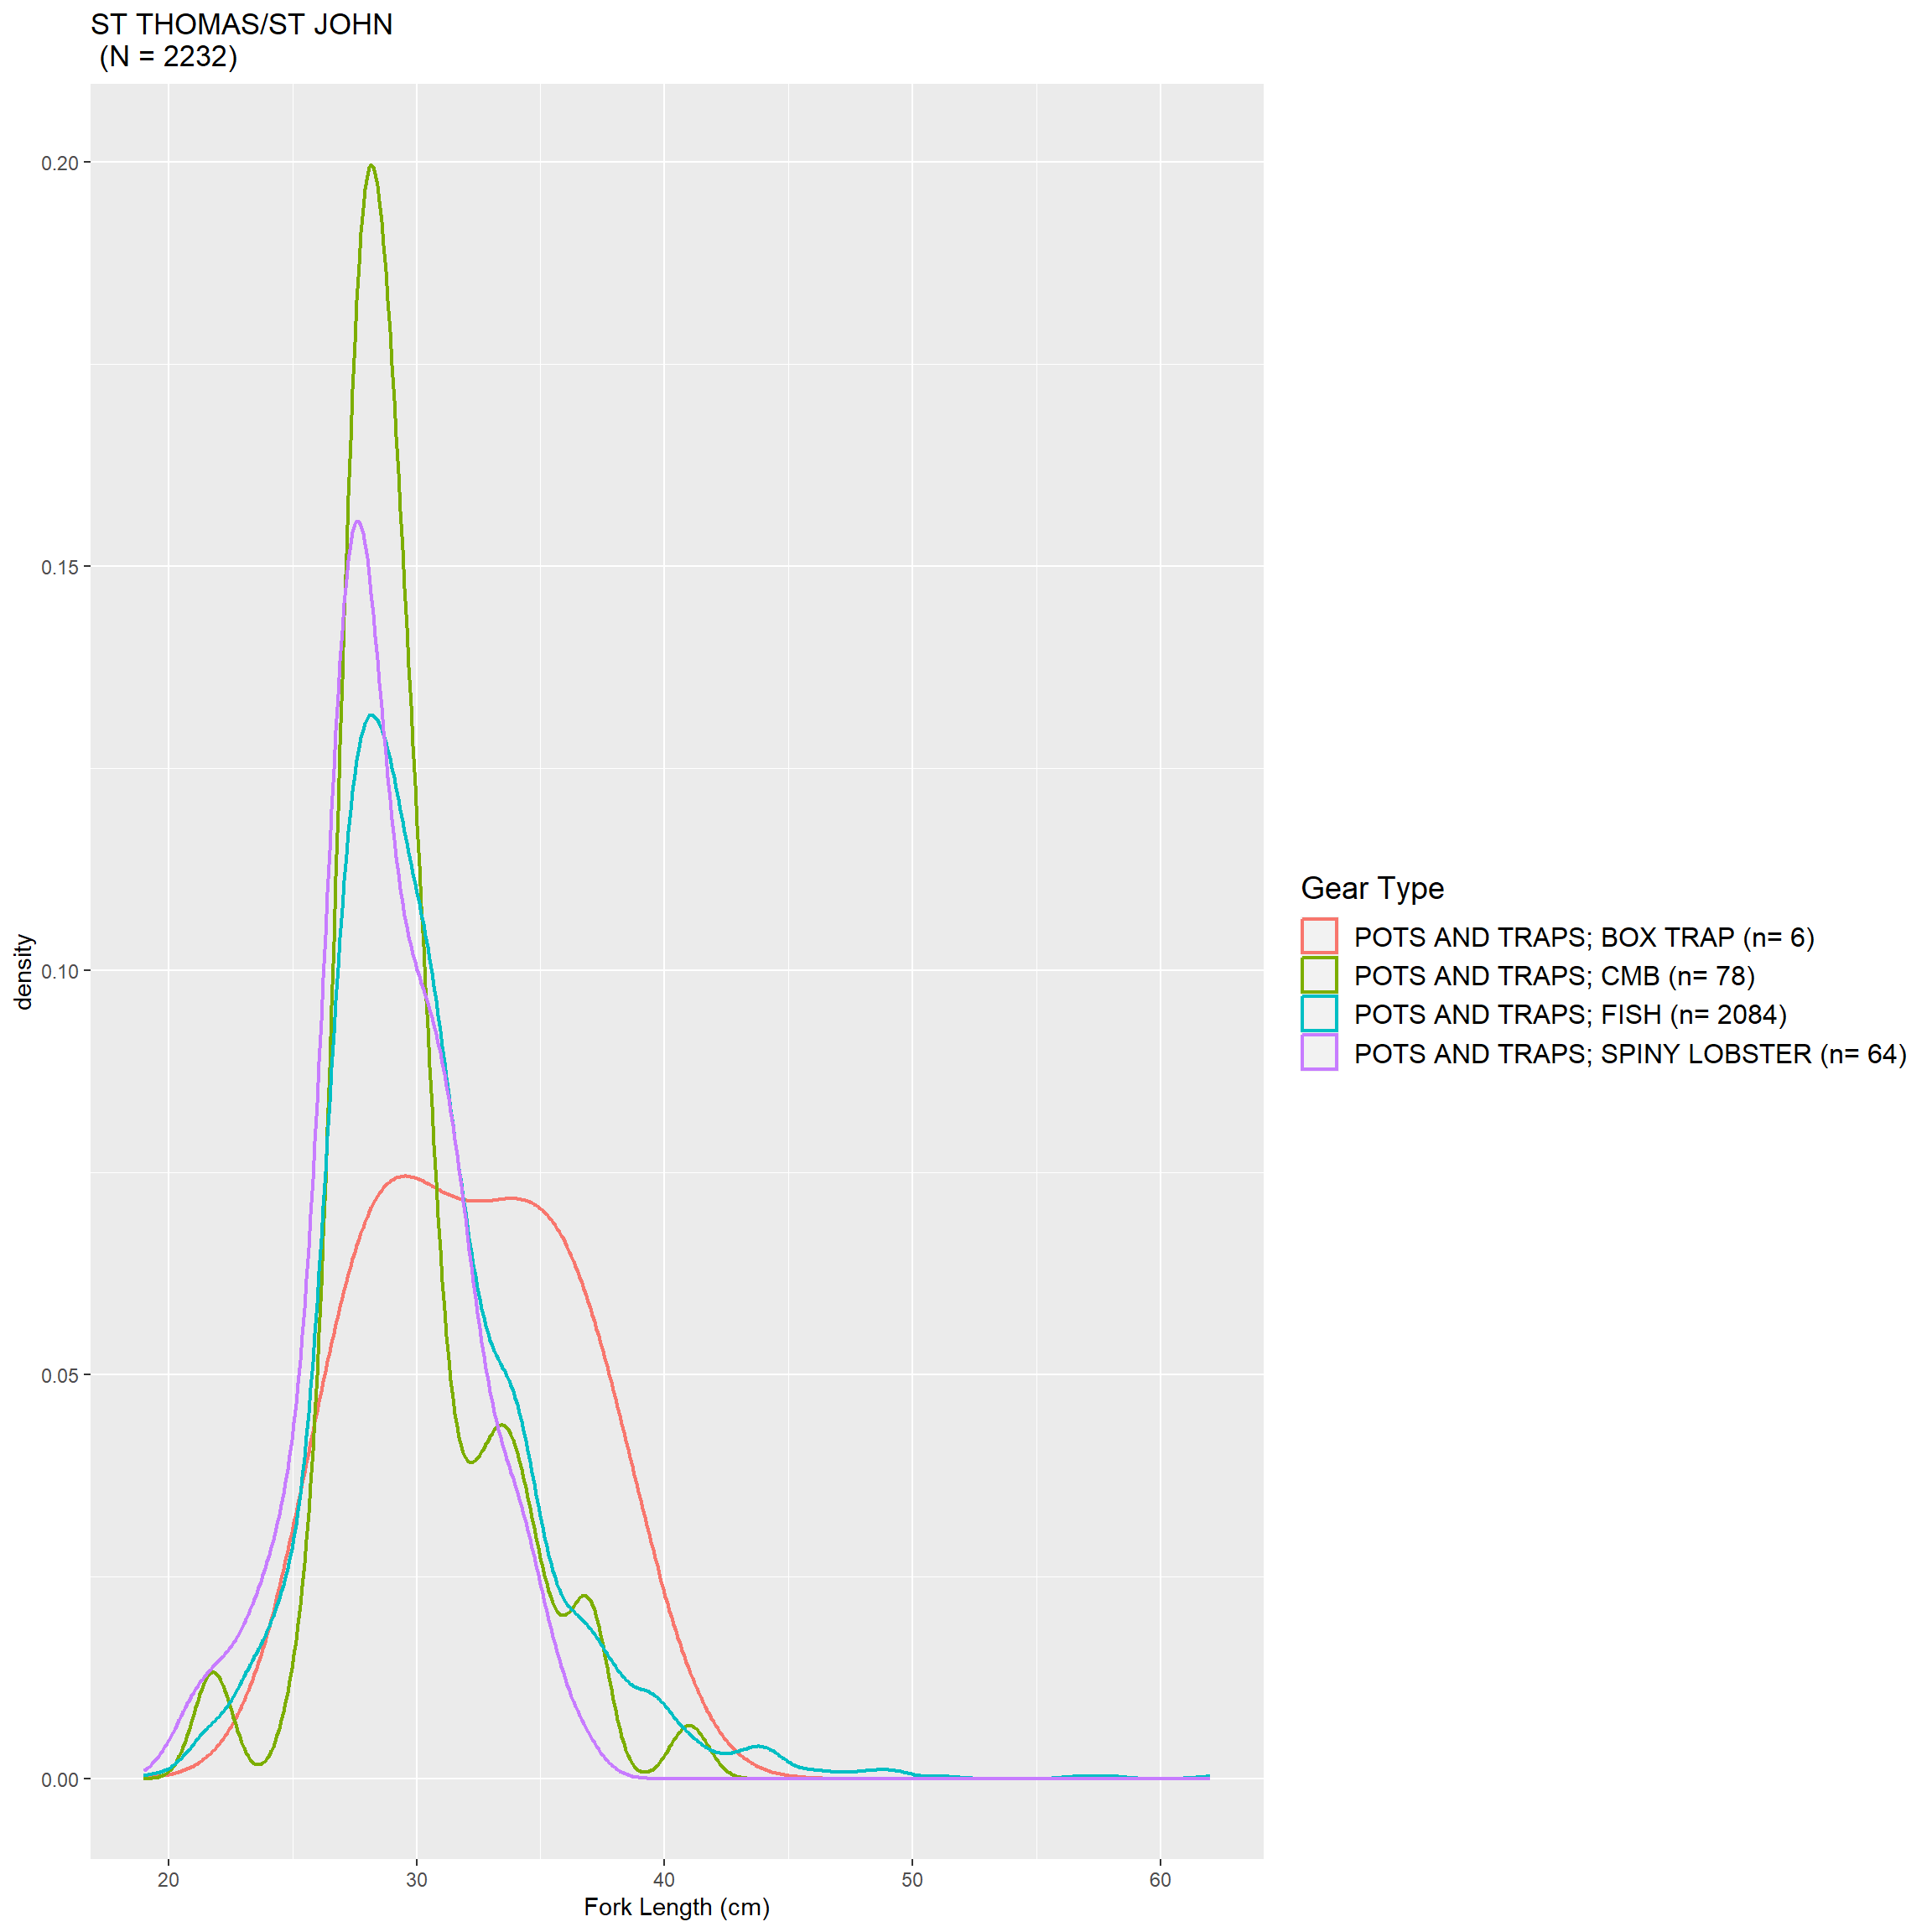 ST THOMAS/ST JOHN
(N = 2232)
0.20
0.15
0.10
0.05
0.00
density
20 30 40 50 60
Fork Length (cm)
Gear Type
POTS AND TRAPS; BOX TRAP (n= 6)
POTS AND TRAPS; CMB (n= 78)
POTS AND TRAPS; FISH (n= 2084)
POTS AND TRAPS; SPINY LOBSTER (n= 64)